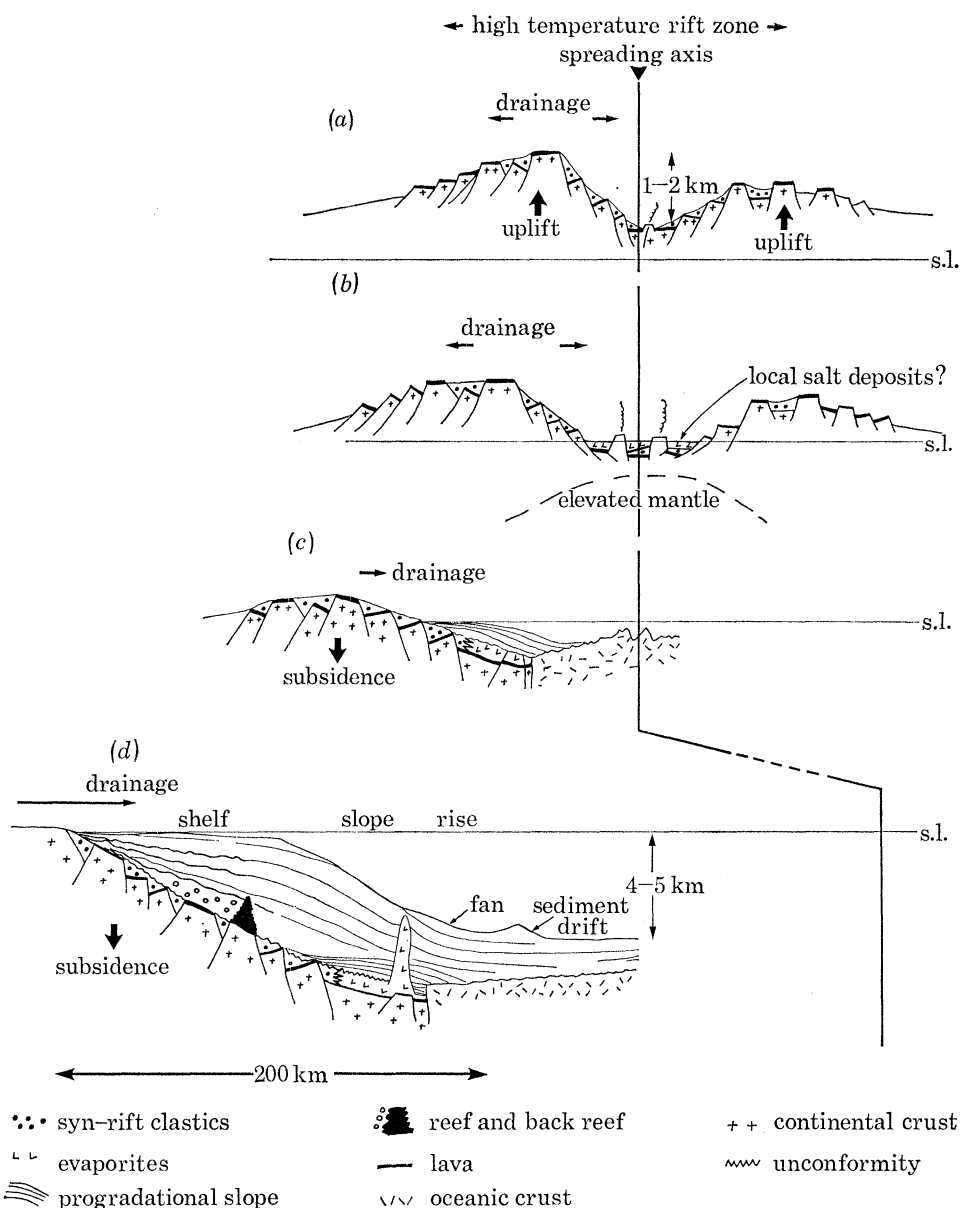 high temperature rift zone
spreading axis
(a)
drainage
1–2 km
uplift
uplift
s.l.
(b)
drainage
local salt deposits?
s.l.
elevated mantle
(c)
drainage
s.l.
subsidence
(d)
drainage
shelf slope rise
s.l.
4–5 km
fan
sediment
drift
subsidence
200 km
syn–rift clastics
reef and back reef
continental crust
evaporites
lava
unconformity
progradational slope
oceanic crust